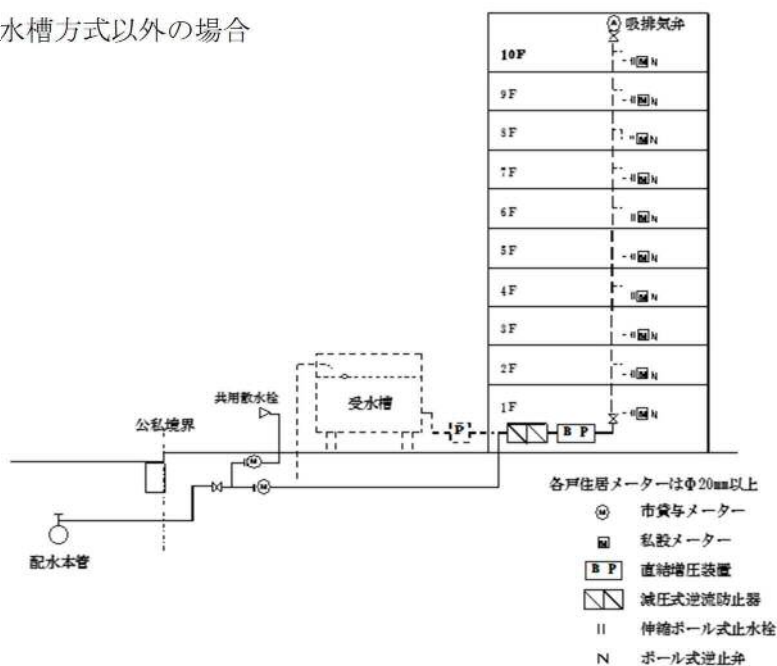 水槽方式以外の場合
吸排気弁
10F
M N
9F
M N
8F
M N
7F
M N
6F
M N
5F
M N
4F
M N
3F
M N
2F
M N
1F
M N
受水槽
共用散水栓
公私境界
P
B P
M
M
配水本管
各戸住居メーターはΦ20mm以上
M 市貸与メーター
M 私設メーター
B P 直結増圧装置
減圧式逆流防止器
伸縮ボール式止水栓
N ボール式逆止弁